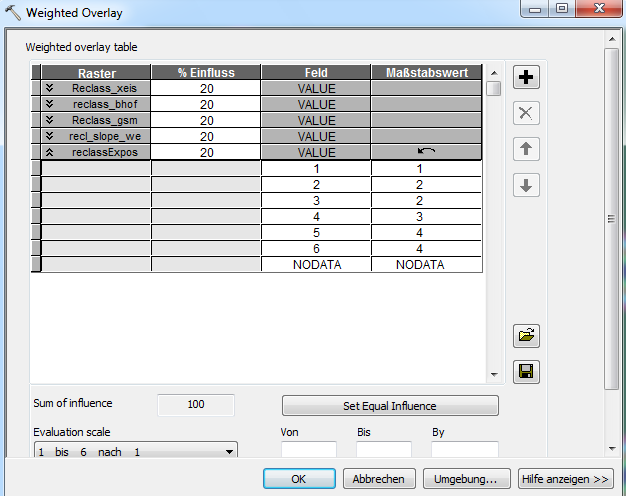 Weighted Overlay
Weighted overlay table
Raster % Einfluss Feld Maßstabswert
Reclass_xeis 20 VALUE
reclass_bhof 20 VALUE
Reclass_gsm 20 VALUE
recl_slope_we 20 VALUE
reclassExpos 20 VALUE
1 1
2 2
3 2
4 3
5 4
6 4
NODATA NODATA
Sum of influence 100 Set Equal Influence
Evaluation scale Von Bis By
1 bis 6 nach 1
OK Abbrechen Umgebung... Hilfe anzeigen >>